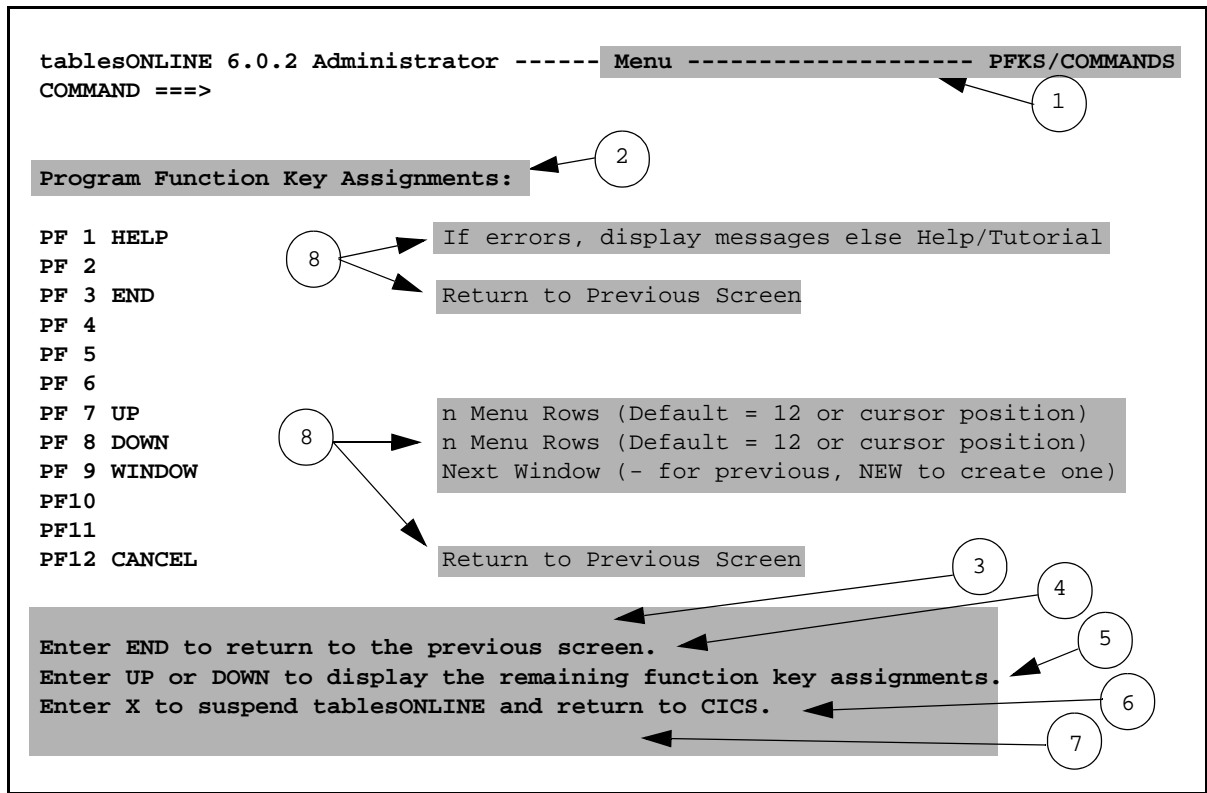 tablesONLINE 6.0.2 Administrator ------ Menu -------------------- PFKS/COMMANDS
COMMAND ===>
1
2
Program Function Key Assignments:
PF 1 HELP If errors, display messages else Help/Tutorial
8
PF 2
PF 3 END Return to Previous Screen
PF 4
PF 5
PF 6
PF 7 UP n Menu Rows (Default = 12 or cursor position)
8
PF 8 DOWN n Menu Rows (Default = 12 or cursor position)
PF 9 WINDOW Next Window (- for previous, NEW to create one)
PF10
PF11
PF12 CANCEL Return to Previous Screen
3
4
Enter END to return to the previous screen.
5
Enter UP or DOWN to display the remaining function key assignments.
Enter X to suspend tablesONLINE and return to CICS.
6
7